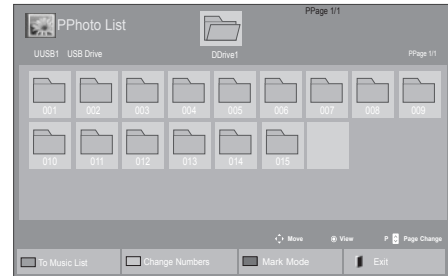 PPhoto List
PPage 1/1
UUSB1 USB Drive
DDrive1
PPage 1/1
001 002 003 004 005 006 007 008 009
010 011 012 013 014 015
Move View P Page Change
To Music List Change Numbers Mark Mode Exit